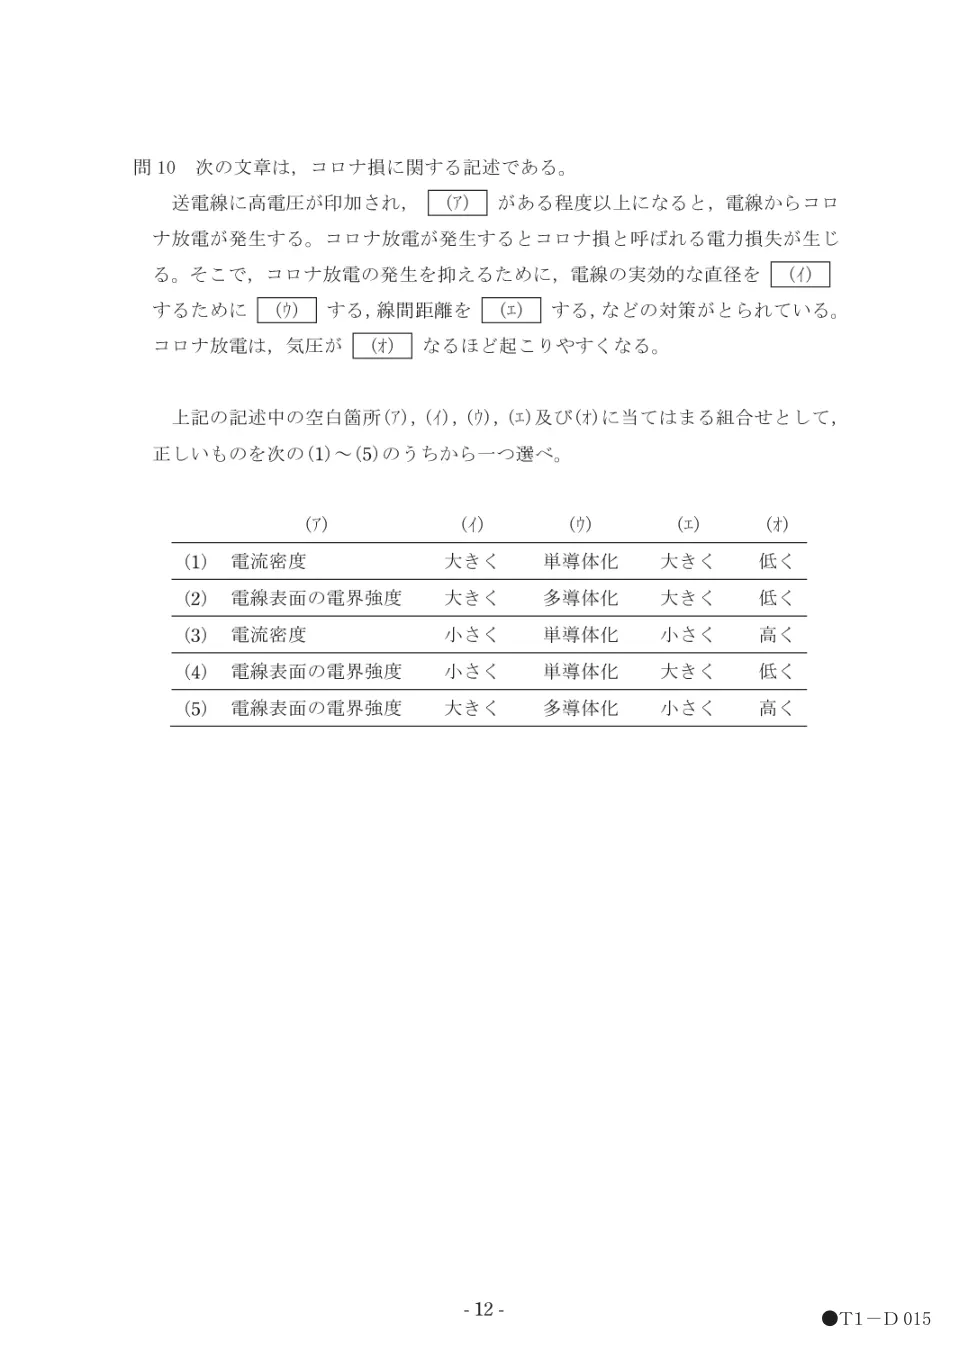 問10 次の文章は，コロナ損に関する記述である。
送電線に高電圧が印加され， (ア) がある程度以上になると，電線からコロ
ナ放電が発生する。コロナ放電が発生するとコロナ損と呼ばれる電力損失が生じ
る。そこで，コロナ放電の発生を抑えるために，電線の実効的な直径を (イ)
するために (ウ) する，線間距離を (エ) する，などの対策がとられている。
コロナ放電は，気圧が (オ) なるほど起こりやすくなる。
上記の記述中の空白箇所(ア)，(イ)，(ウ)，(エ)及び(オ)に当てはまる組合せとして，
正しいものを次の(1)～(5)のうちから一つ選べ。
(ア) (イ) (ウ) (エ) (オ)
(1) 電流密度 大きく 単導体化 大きく 低く
(2) 電線表面の電界強度 大きく 多導体化 大きく 低く
(3) 電流密度 小さく 単導体化 小さく 高く
(4) 電線表面の電界強度 小さく 単導体化 大きく 低く
(5) 電線表面の電界強度 大きく 多導体化 小さく 高く
- 12 -
●T1－D 015